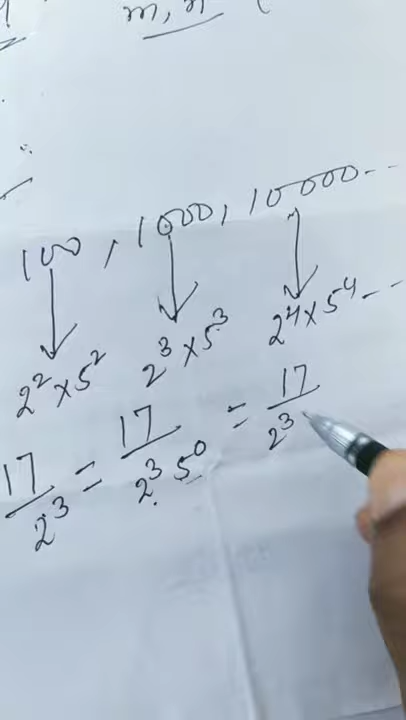 m, n (
100, 1000, 10000--
2² × 5² 2³ × 5³ 2⁴ × 5⁴--
17/2³ = 17/2³ 5⁰ = 17/2³